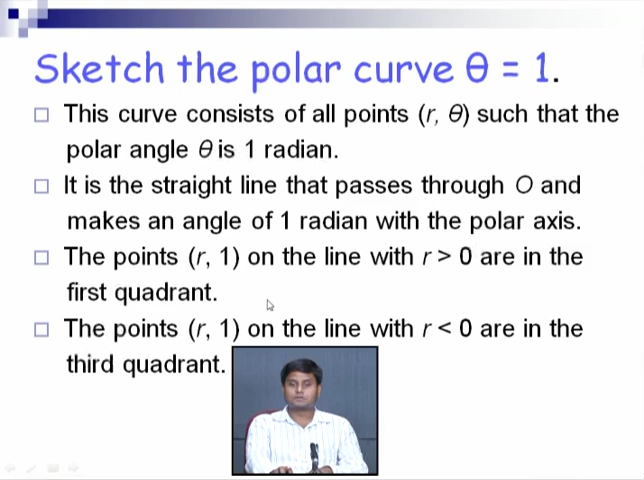 Sketch the polar curve θ = 1.
This curve consists of all points (r, θ) such that the
polar angle θ is 1 radian.
It is the straight line that passes through O and
makes an angle of 1 radian with the polar axis.
The points (r, 1) on the line with r > 0 are in the
first quadrant.
The points (r, 1) on the line with r < 0 are in the
third quadrant.